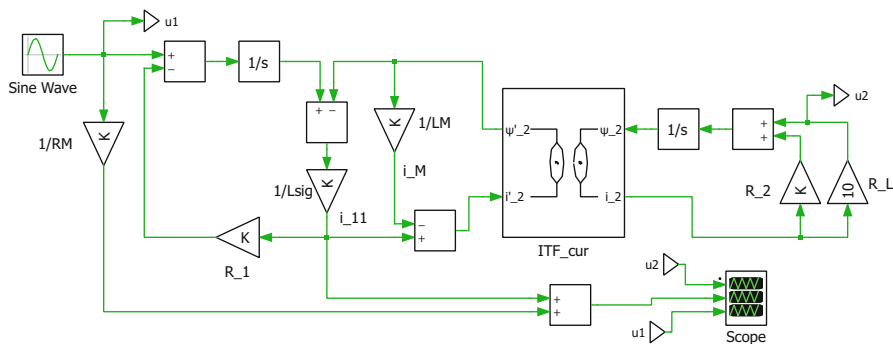 u1
Sine Wave
+
−
1/s
+ −
K
1/RM
K
1/LM
K
1/Lsig
i_M
i_11
K
R_1
−
+
ψ'_2
ψ_2
i'_2
i_2
ITF_cur
1/s
+
+
u2
K
R_2
10
R_L
+
+
u2
u1
Scope